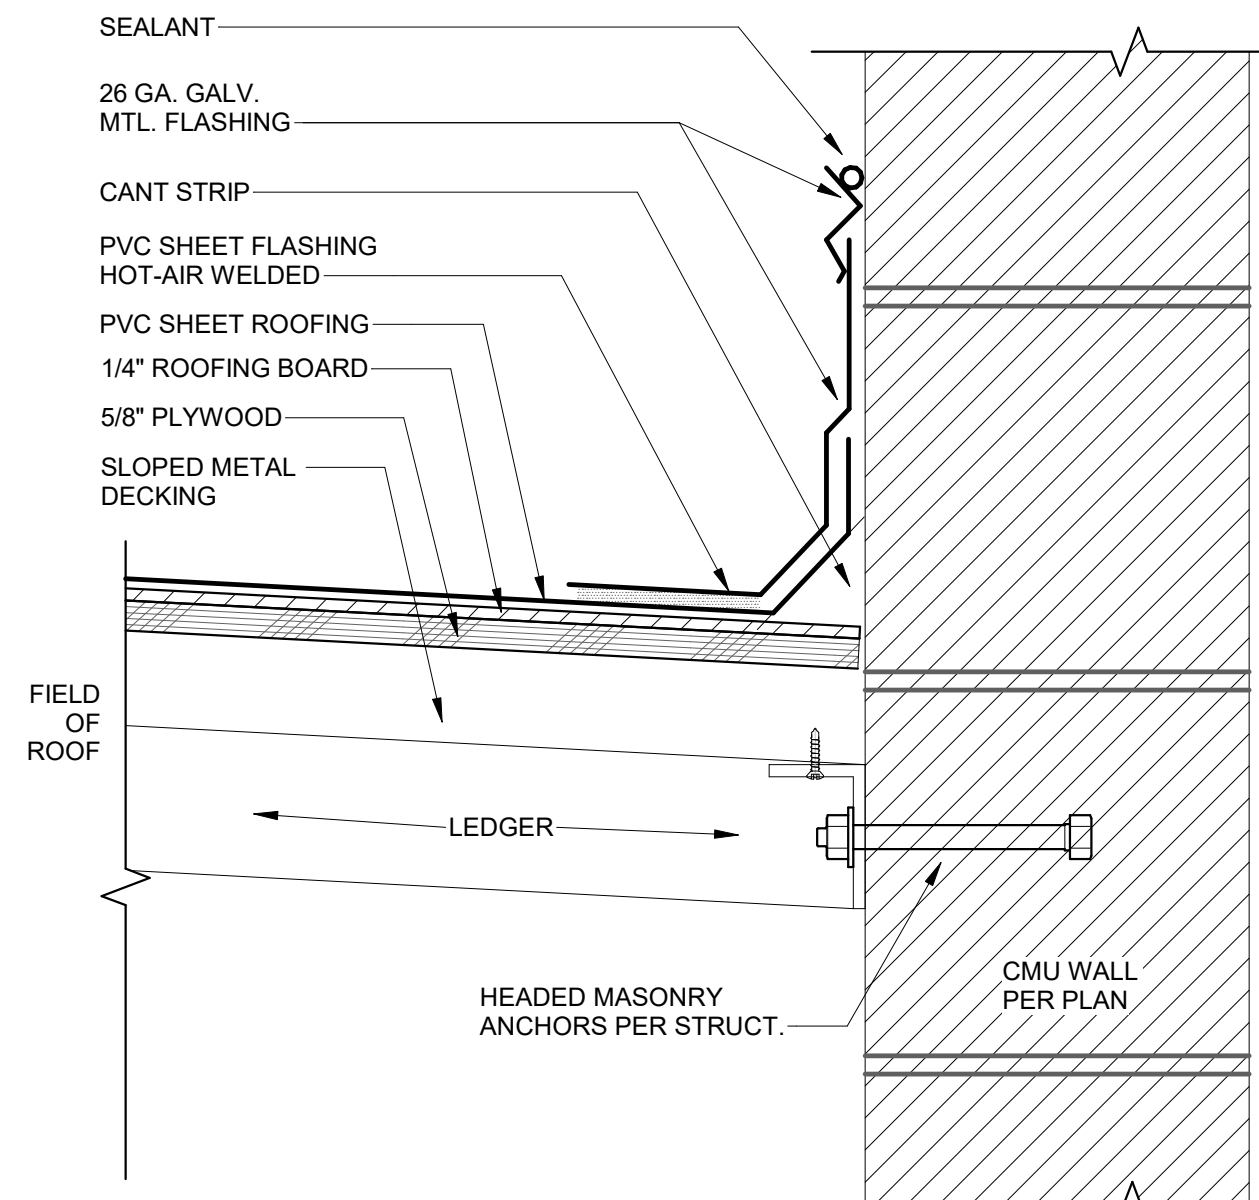 SEALANT
26 GA. GALV.
MTL. FLASHING
CANT STRIP
PVC SHEET FLASHING
HOT-AIR WELDED
PVC SHEET ROOFING
1/4" ROOFING BOARD
5/8" PLYWOOD
SLOPED METAL
DECKING
FIELD
OF
ROOF
LEDGER
HEADED MASONRY
ANCHORS PER STRUCT.
CMU WALL
PER PLAN